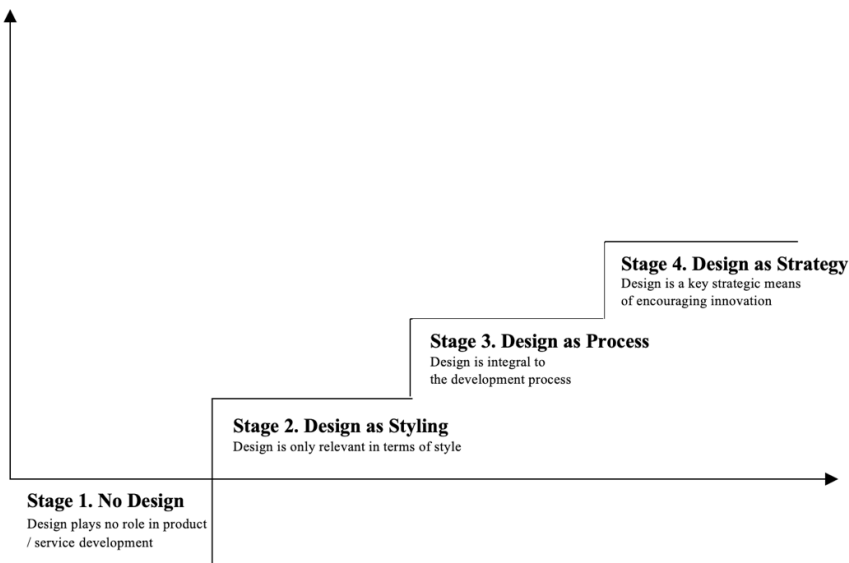 Stage 4. Design as Strategy
Design is a key strategic means
of encouraging innovation
Stage 3. Design as Process
Design is integral to
the development process
Stage 2. Design as Styling
Design is only relevant in terms of style
Stage 1. No Design
Design plays no role in product
/ service development